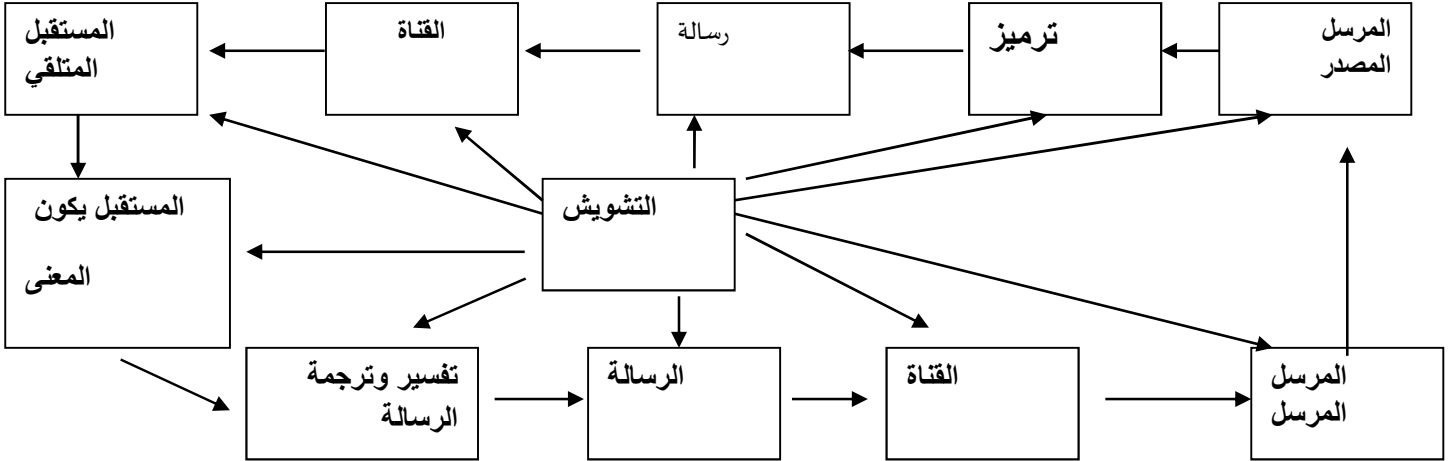 المرسل
المصدر
ترميز
رسالة
القناة
المستقبل
المتلقي
التشويش
المستقبل يكون
المعنى
تفسير وترجمة
الرسالة
الرسالة
القناة
المرسل
المرسل